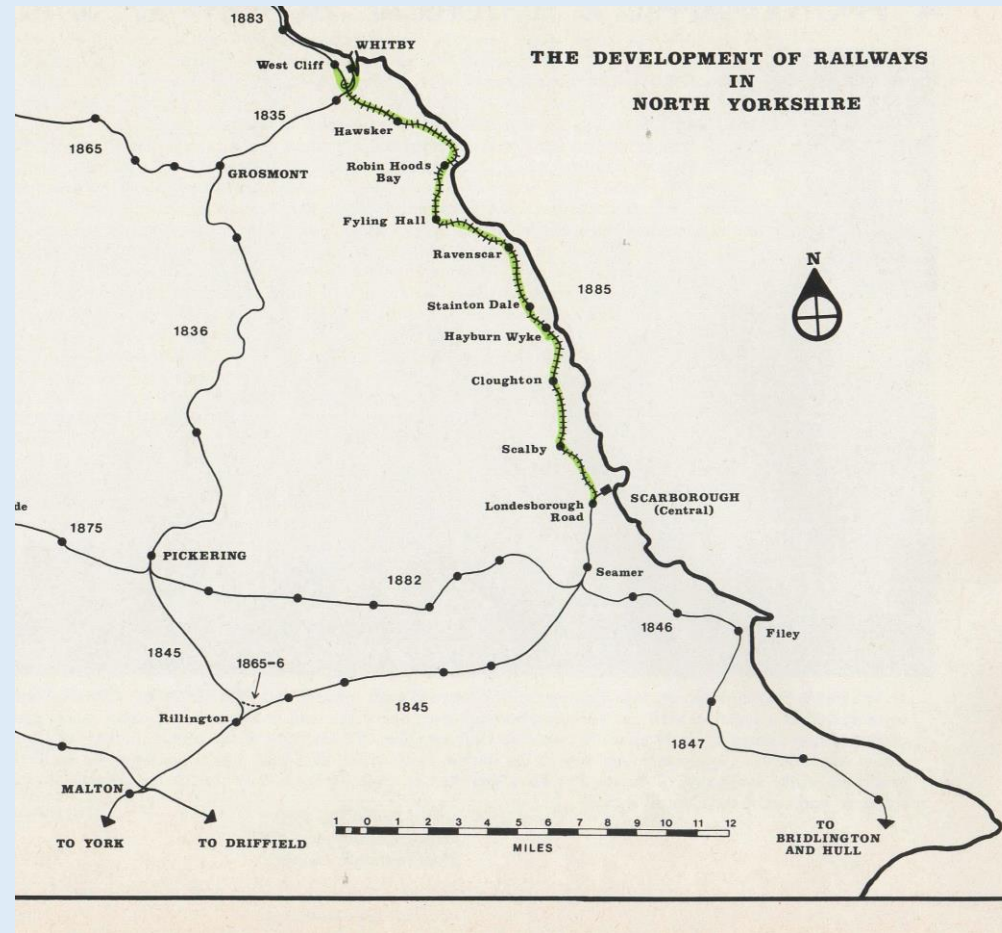 THE DEVELOPMENT OF RAILWAYS
IN
NORTH YORKSHIRE
1883
WHITBY
West Cliff
1835
Hawsker
1865
GROSMONT
Robin Hoods
Bay
Fyling Hall
Ravenscar
N
1885
Stainton Dale
1836
Hayburn Wyke
Cloughton
Scalby
Londesborough
Road
SCARBOROUGH
(Central)
de
1875
PICKERING
1882
Seamer
1846
Filey
1845
1865-6
1845
Rillington
1847
MALTON
TO YORK
TO DRIFFIELD
1 0 1 2 3 4 5 6 7 8 9 10 11 12
MILES
TO
BRIDLINGTON
AND HULL